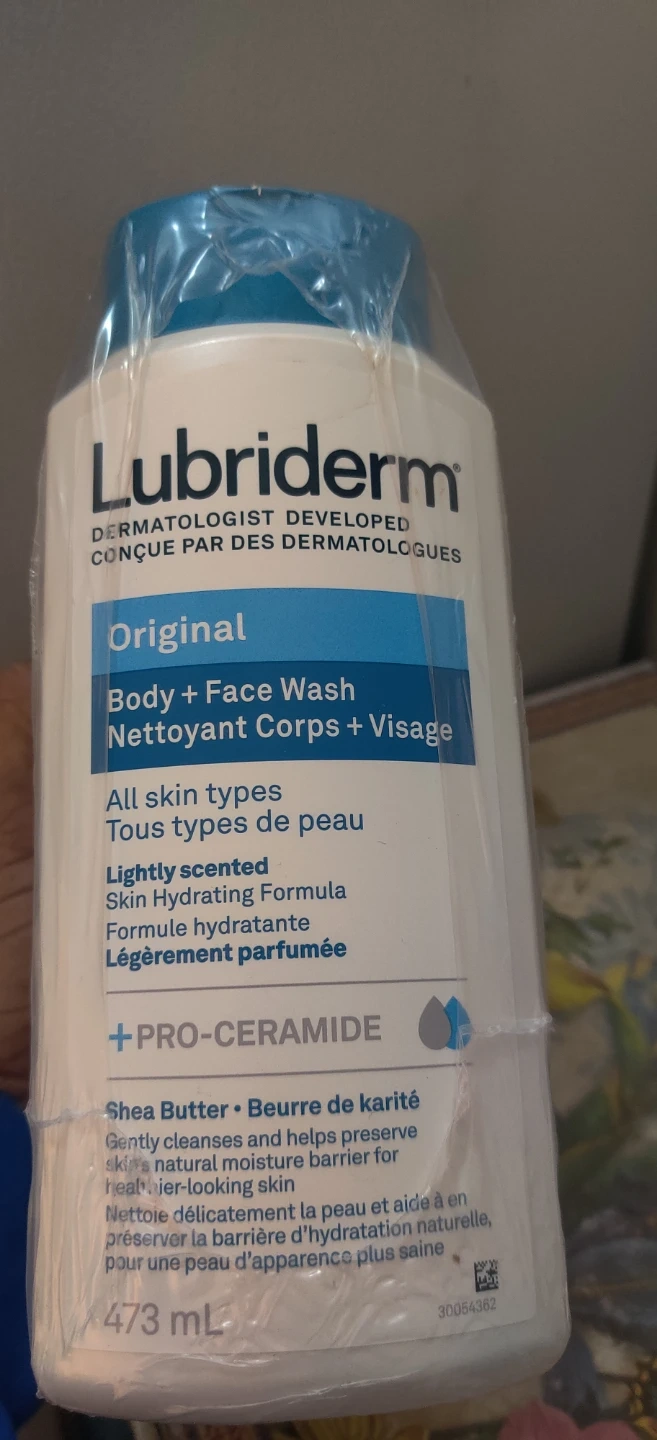 Lubriderm®
DERMATOLOGIST DEVELOPED
CONÇUE PAR DES DERMATOLOGUES
Original
Body + Face Wash
Nettoyant Corps + Visage
All skin types
Tous types de peau
Lightly scented
Skin Hydrating Formula
Formule hydratante
Légèrement parfumée
+PRO-CERAMIDE
Shea Butter • Beurre de karité
Gently cleanses and helps preserve
skin's natural moisture barrier for
healthier-looking skin
Nettoie délicatement la peau et aide à en
préserver la barrière d'hydratation naturelle,
pour une peau d'apparence plus saine
473 mL
30054362